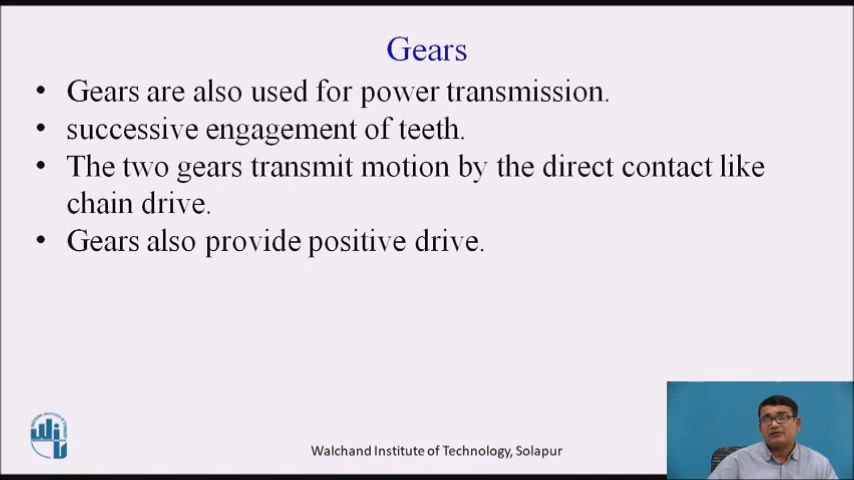 Gears
• Gears are also used for power transmission.
• successive engagement of teeth.
• The two gears transmit motion by the direct contact like
chain drive.
• Gears also provide positive drive.
Walchand Institute of Technology, Solapur